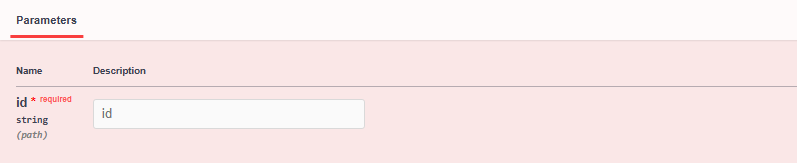 Parameters
Name Description
id * required
string
(path)
id